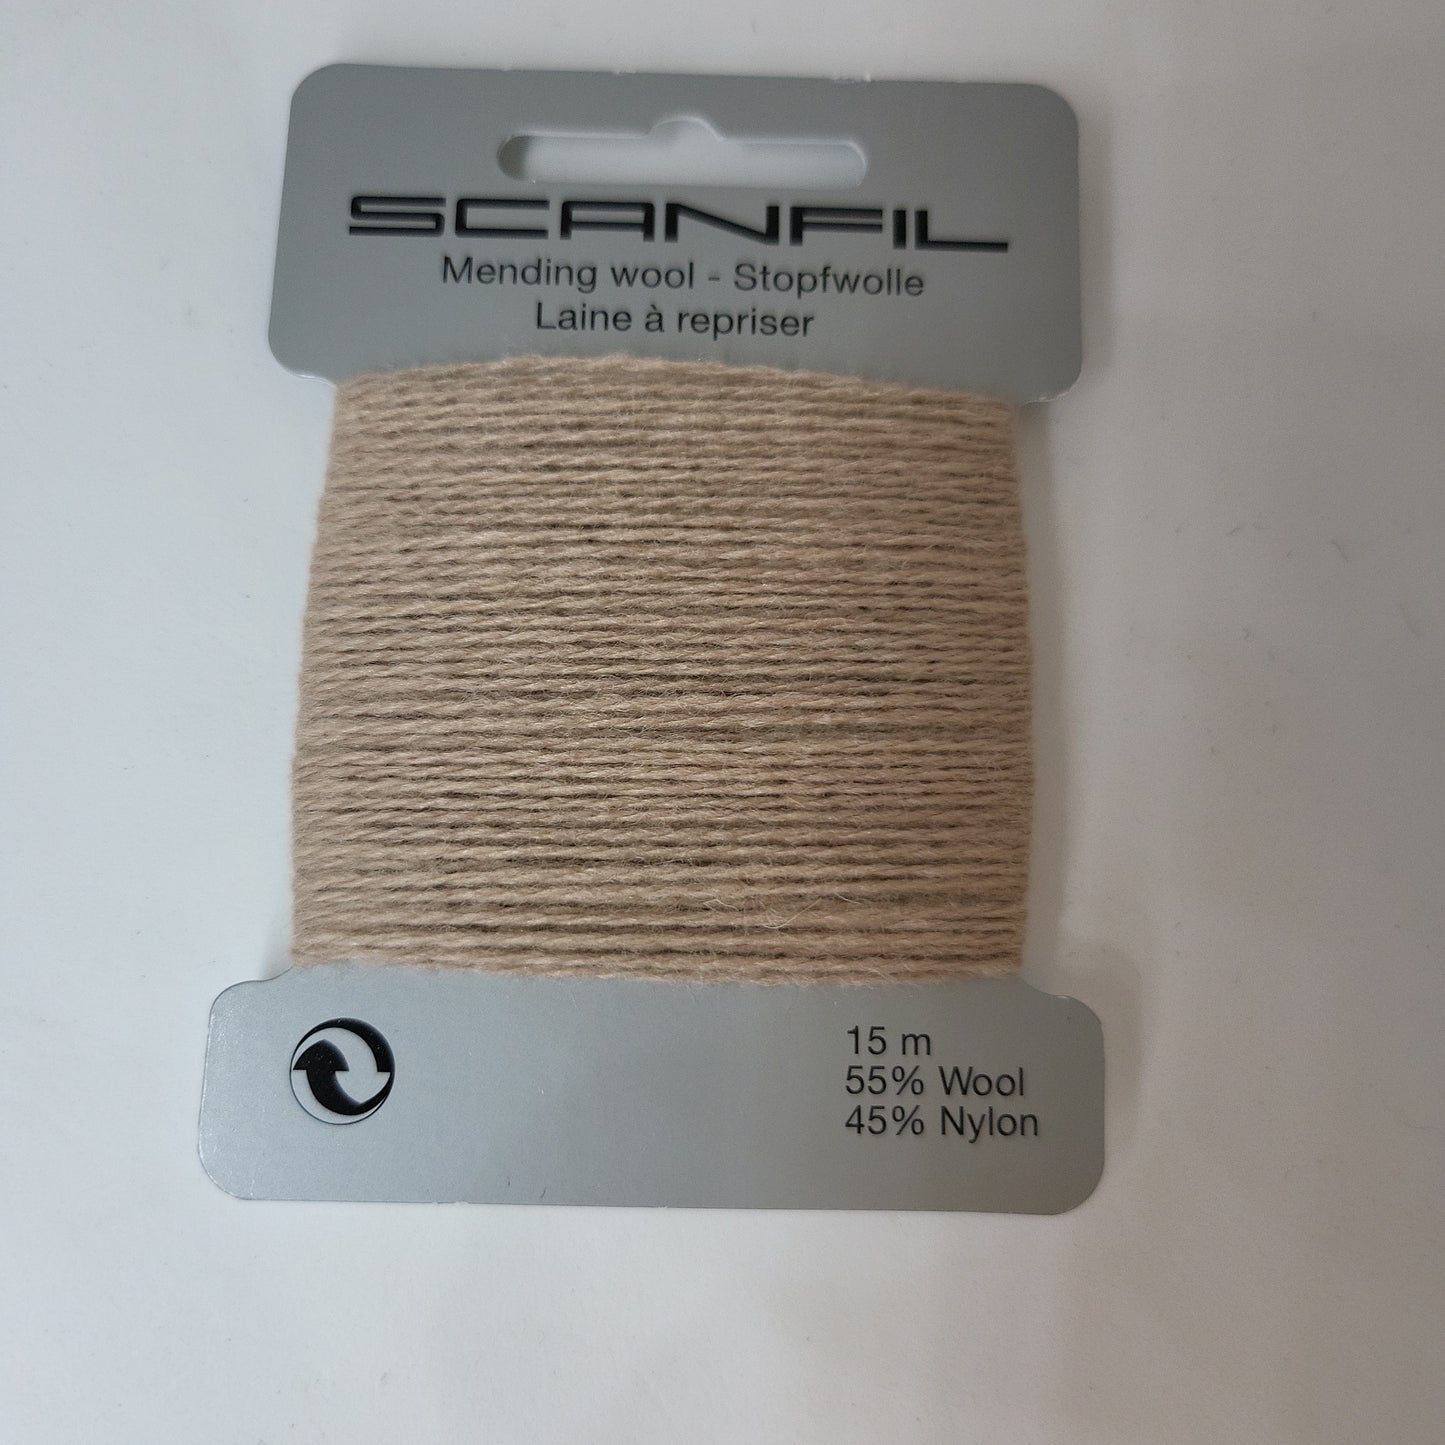 SCANFIL
Mending wool - Stopfwolle
Laine à repriser
15 m
55% Wool
45% Nylon